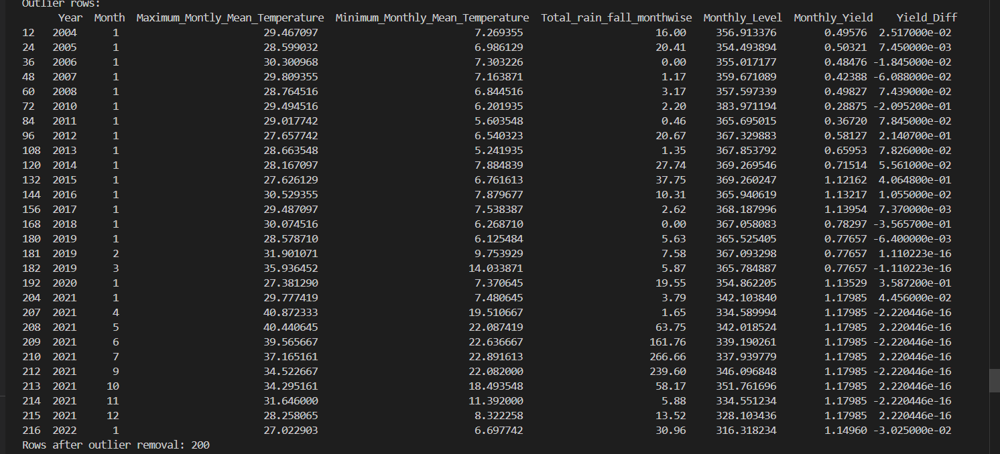 Outlier rows:
Year Month Maximum_Montly_Mean_Temperature Minimum_Monthly_Mean_Temperature Total_rain_fall_monthwise Monthly_Level Monthly_Yield Yield_Diff
12 2004 1 29.467097 7.269355 16.00 356.913376 0.49576 2.517000e-02
24 2005 1 28.599032 6.986129 20.41 354.493894 0.50321 7.450000e-03
36 2006 1 30.300968 7.303226 0.00 355.017177 0.48476 -1.845000e-02
48 2007 1 29.809355 7.163871 1.17 359.671089 0.42388 -6.088000e-02
60 2008 1 28.764516 6.844516 3.17 357.597339 0.49827 7.439000e-02
72 2010 1 29.494516 6.201935 2.20 383.971194 0.28875 -2.095200e-01
84 2011 1 29.017742 5.603548 0.46 365.695015 0.36720 7.845000e-02
96 2012 1 27.657742 6.540323 20.67 367.329883 0.58127 2.140700e-01
108 2013 1 28.663548 5.241935 1.35 367.853792 0.65953 7.826000e-02
120 2014 1 28.167097 7.884839 27.74 369.269546 0.71514 5.561000e-02
132 2015 1 27.626129 6.761613 37.75 369.260247 1.12162 4.064800e-01
144 2016 1 30.529355 7.879677 10.31 365.940619 1.13217 1.055000e-02
156 2017 1 29.487097 7.538387 2.62 368.187996 1.13954 7.370000e-03
168 2018 1 30.074516 6.268710 0.00 367.058083 0.78297 -3.565700e-01
180 2019 1 28.578710 6.125484 5.63 365.525405 0.77657 -6.400000e-03
181 2019 2 31.901071 9.753929 7.58 367.093298 0.77657 1.110223e-16
182 2019 3 35.936452 14.033871 5.87 365.784887 0.77657 -1.110223e-16
192 2020 1 27.381290 7.370645 19.55 354.862205 1.13529 3.587200e-01
204 2021 1 29.777419 7.480645 3.79 342.103840 1.17985 4.456000e-02
207 2021 4 40.872333 19.510667 1.65 334.589994 1.17985 -2.220446e-16
208 2021 5 40.440645 22.087419 63.75 342.018524 1.17985 2.220446e-16
209 2021 6 39.565667 22.636667 161.76 339.190261 1.17985 -2.220446e-16
210 2021 7 37.165161 22.891613 266.66 337.939779 1.17985 2.220446e-16
212 2021 9 34.522667 22.082000 239.60 346.096848 1.17985 -2.220446e-16
213 2021 10 34.295161 18.493548 58.17 351.761696 1.17985 2.220446e-16
214 2021 11 31.646000 11.392000 5.88 334.551234 1.17985 -2.220446e-16
215 2021 12 28.258065 8.322258 13.52 328.103436 1.17985 2.220446e-16
216 2022 1 27.022903 6.697742 30.96 316.318234 1.14960 -3.025000e-02
Rows after outlier removal: 200